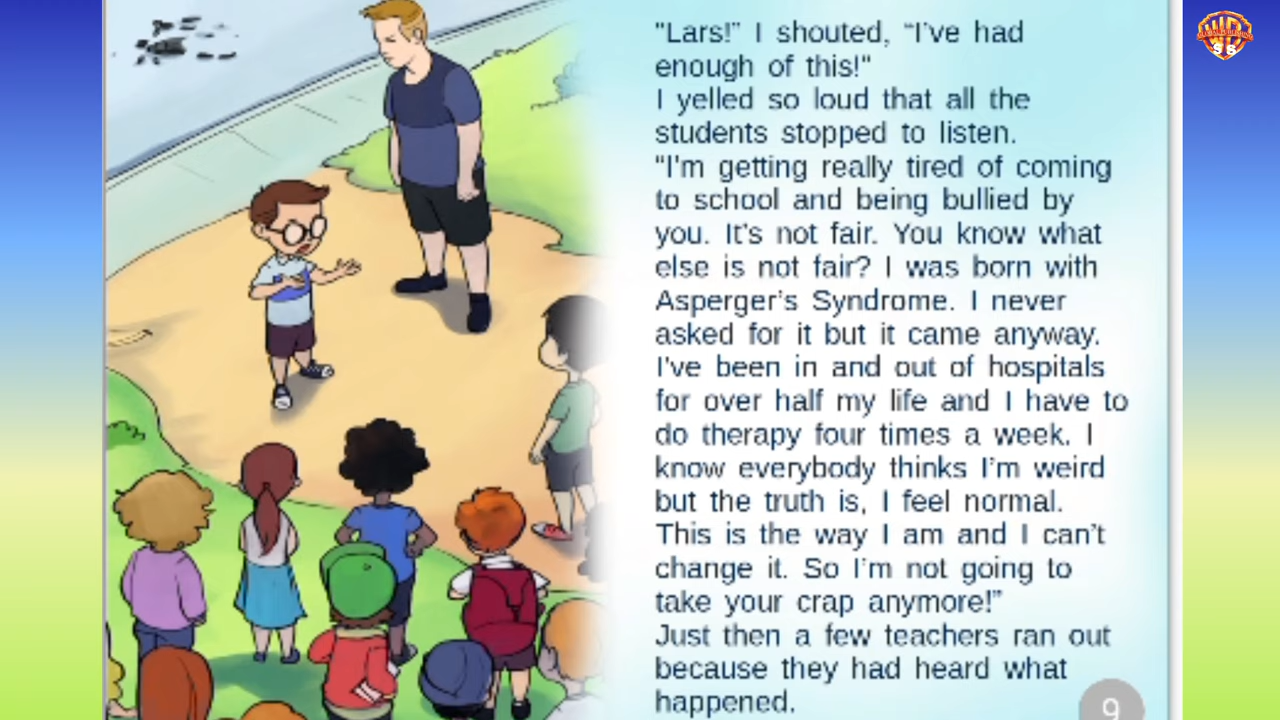 "Lars!” I shouted, “I’ve had
enough of this!"
I yelled so loud that all the
students stopped to listen.
“I’m getting really tired of coming
to school and being bullied by
you. It’s not fair. You know what
else is not fair? I was born with
Asperger’s Syndrome. I never
asked for it but it came anyway.
I’ve been in and out of hospitals
for over half my life and I have to
do therapy four times a week. I
know everybody thinks I’m weird
but the truth is, I feel normal.
This is the way I am and I can’t
change it. So I’m not going to
take your crap anymore!”
Just then a few teachers ran out
because they had heard what
happened.
9